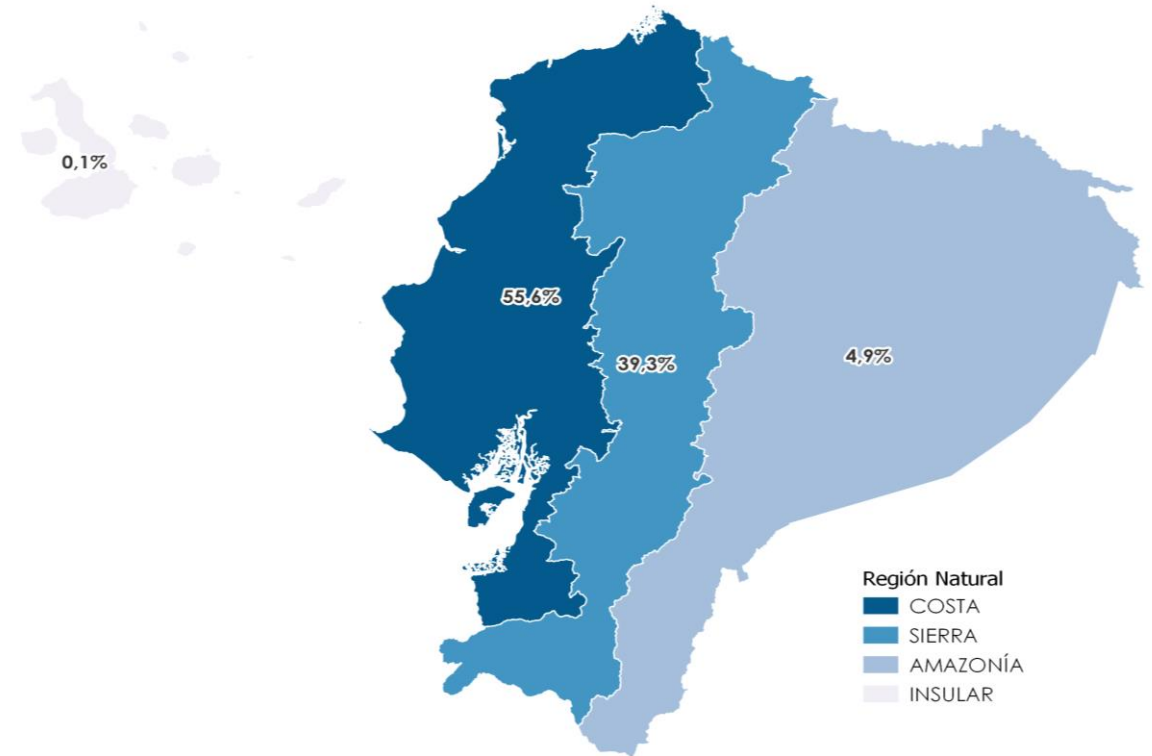 0,1%
55,6%
39,3%
4,9%
Región Natural
COSTA
SIERRA
AMAZONÍA
INSULAR